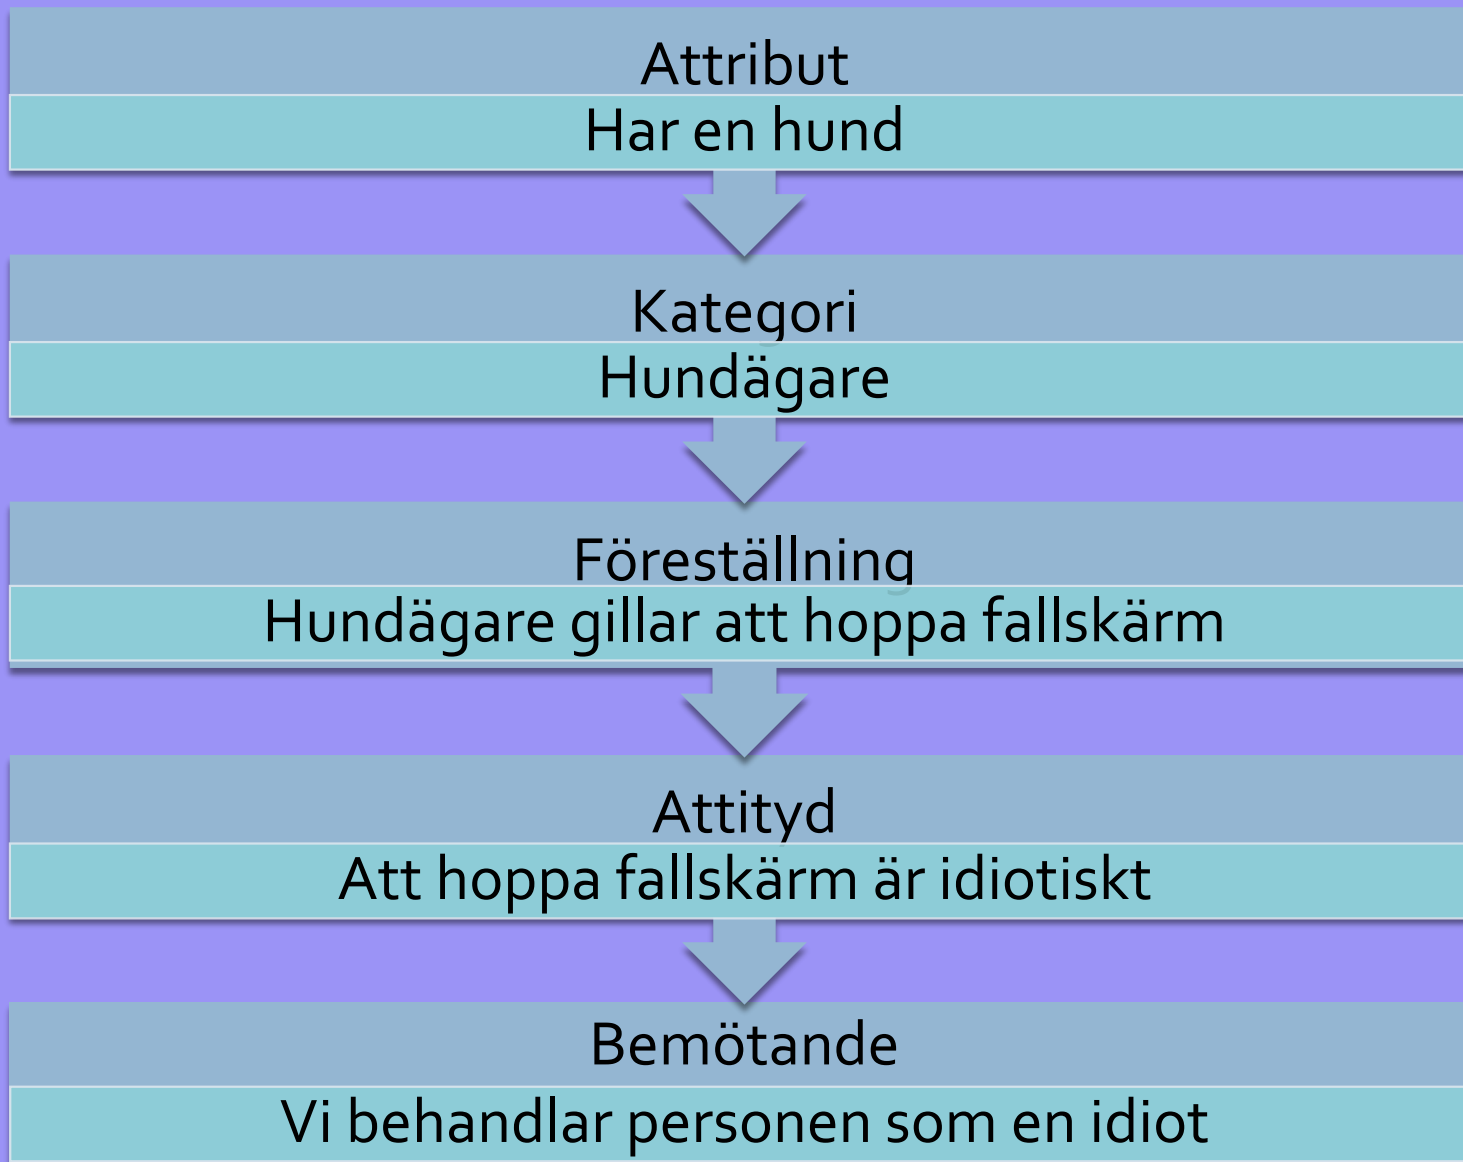 Attribut
Har en hund
Kategori
Hundägare
Föreställning
Hundägare gillar att hoppa fallskärm
Attityd
Att hoppa fallskärm är idiotiskt
Bemötande
Vi behandlar personen som en idiot